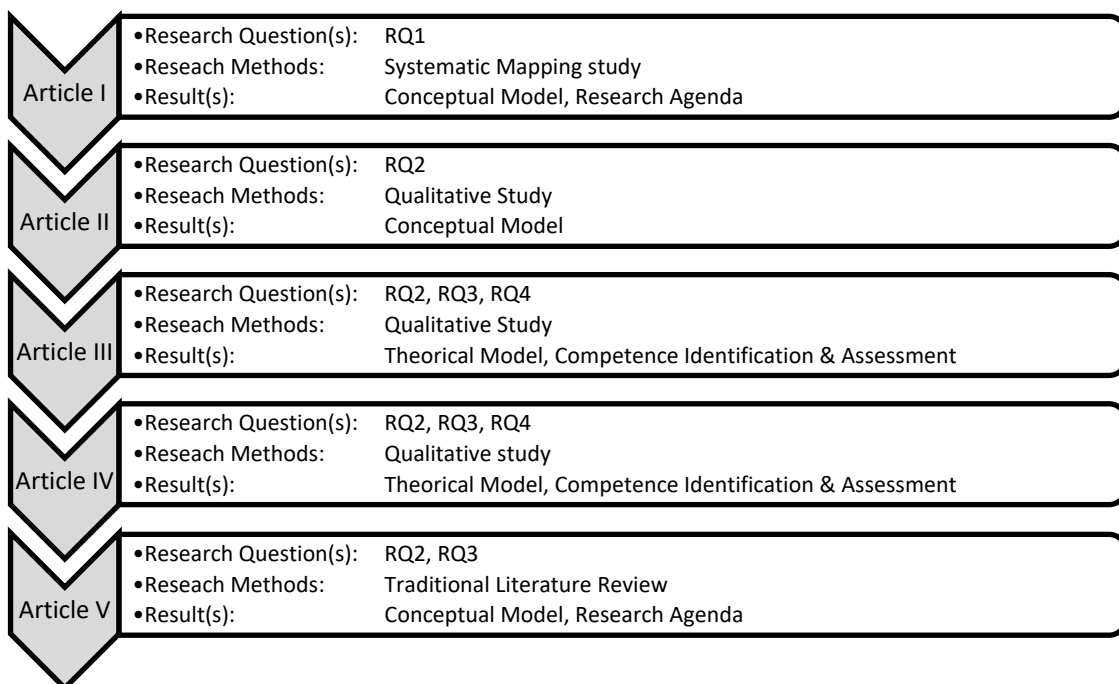 Article I
•Research Question(s): RQ1
•Reseach Methods: Systematic Mapping study
•Result(s): Conceptual Model, Research Agenda
Article II
•Research Question(s): RQ2
•Reseach Methods: Qualitative Study
•Result(s): Conceptual Model
Article III
•Research Question(s): RQ2, RQ3, RQ4
•Reseach Methods: Qualitative Study
•Result(s): Theorical Model, Competence Identification & Assessment
Article IV
•Research Question(s): RQ2, RQ3, RQ4
•Reseach Methods: Qualitative study
•Result(s): Theorical Model, Competence Identification & Assessment
Article V
•Research Question(s): RQ2, RQ3
•Reseach Methods: Traditional Literature Review
•Result(s): Conceptual Model, Research Agenda